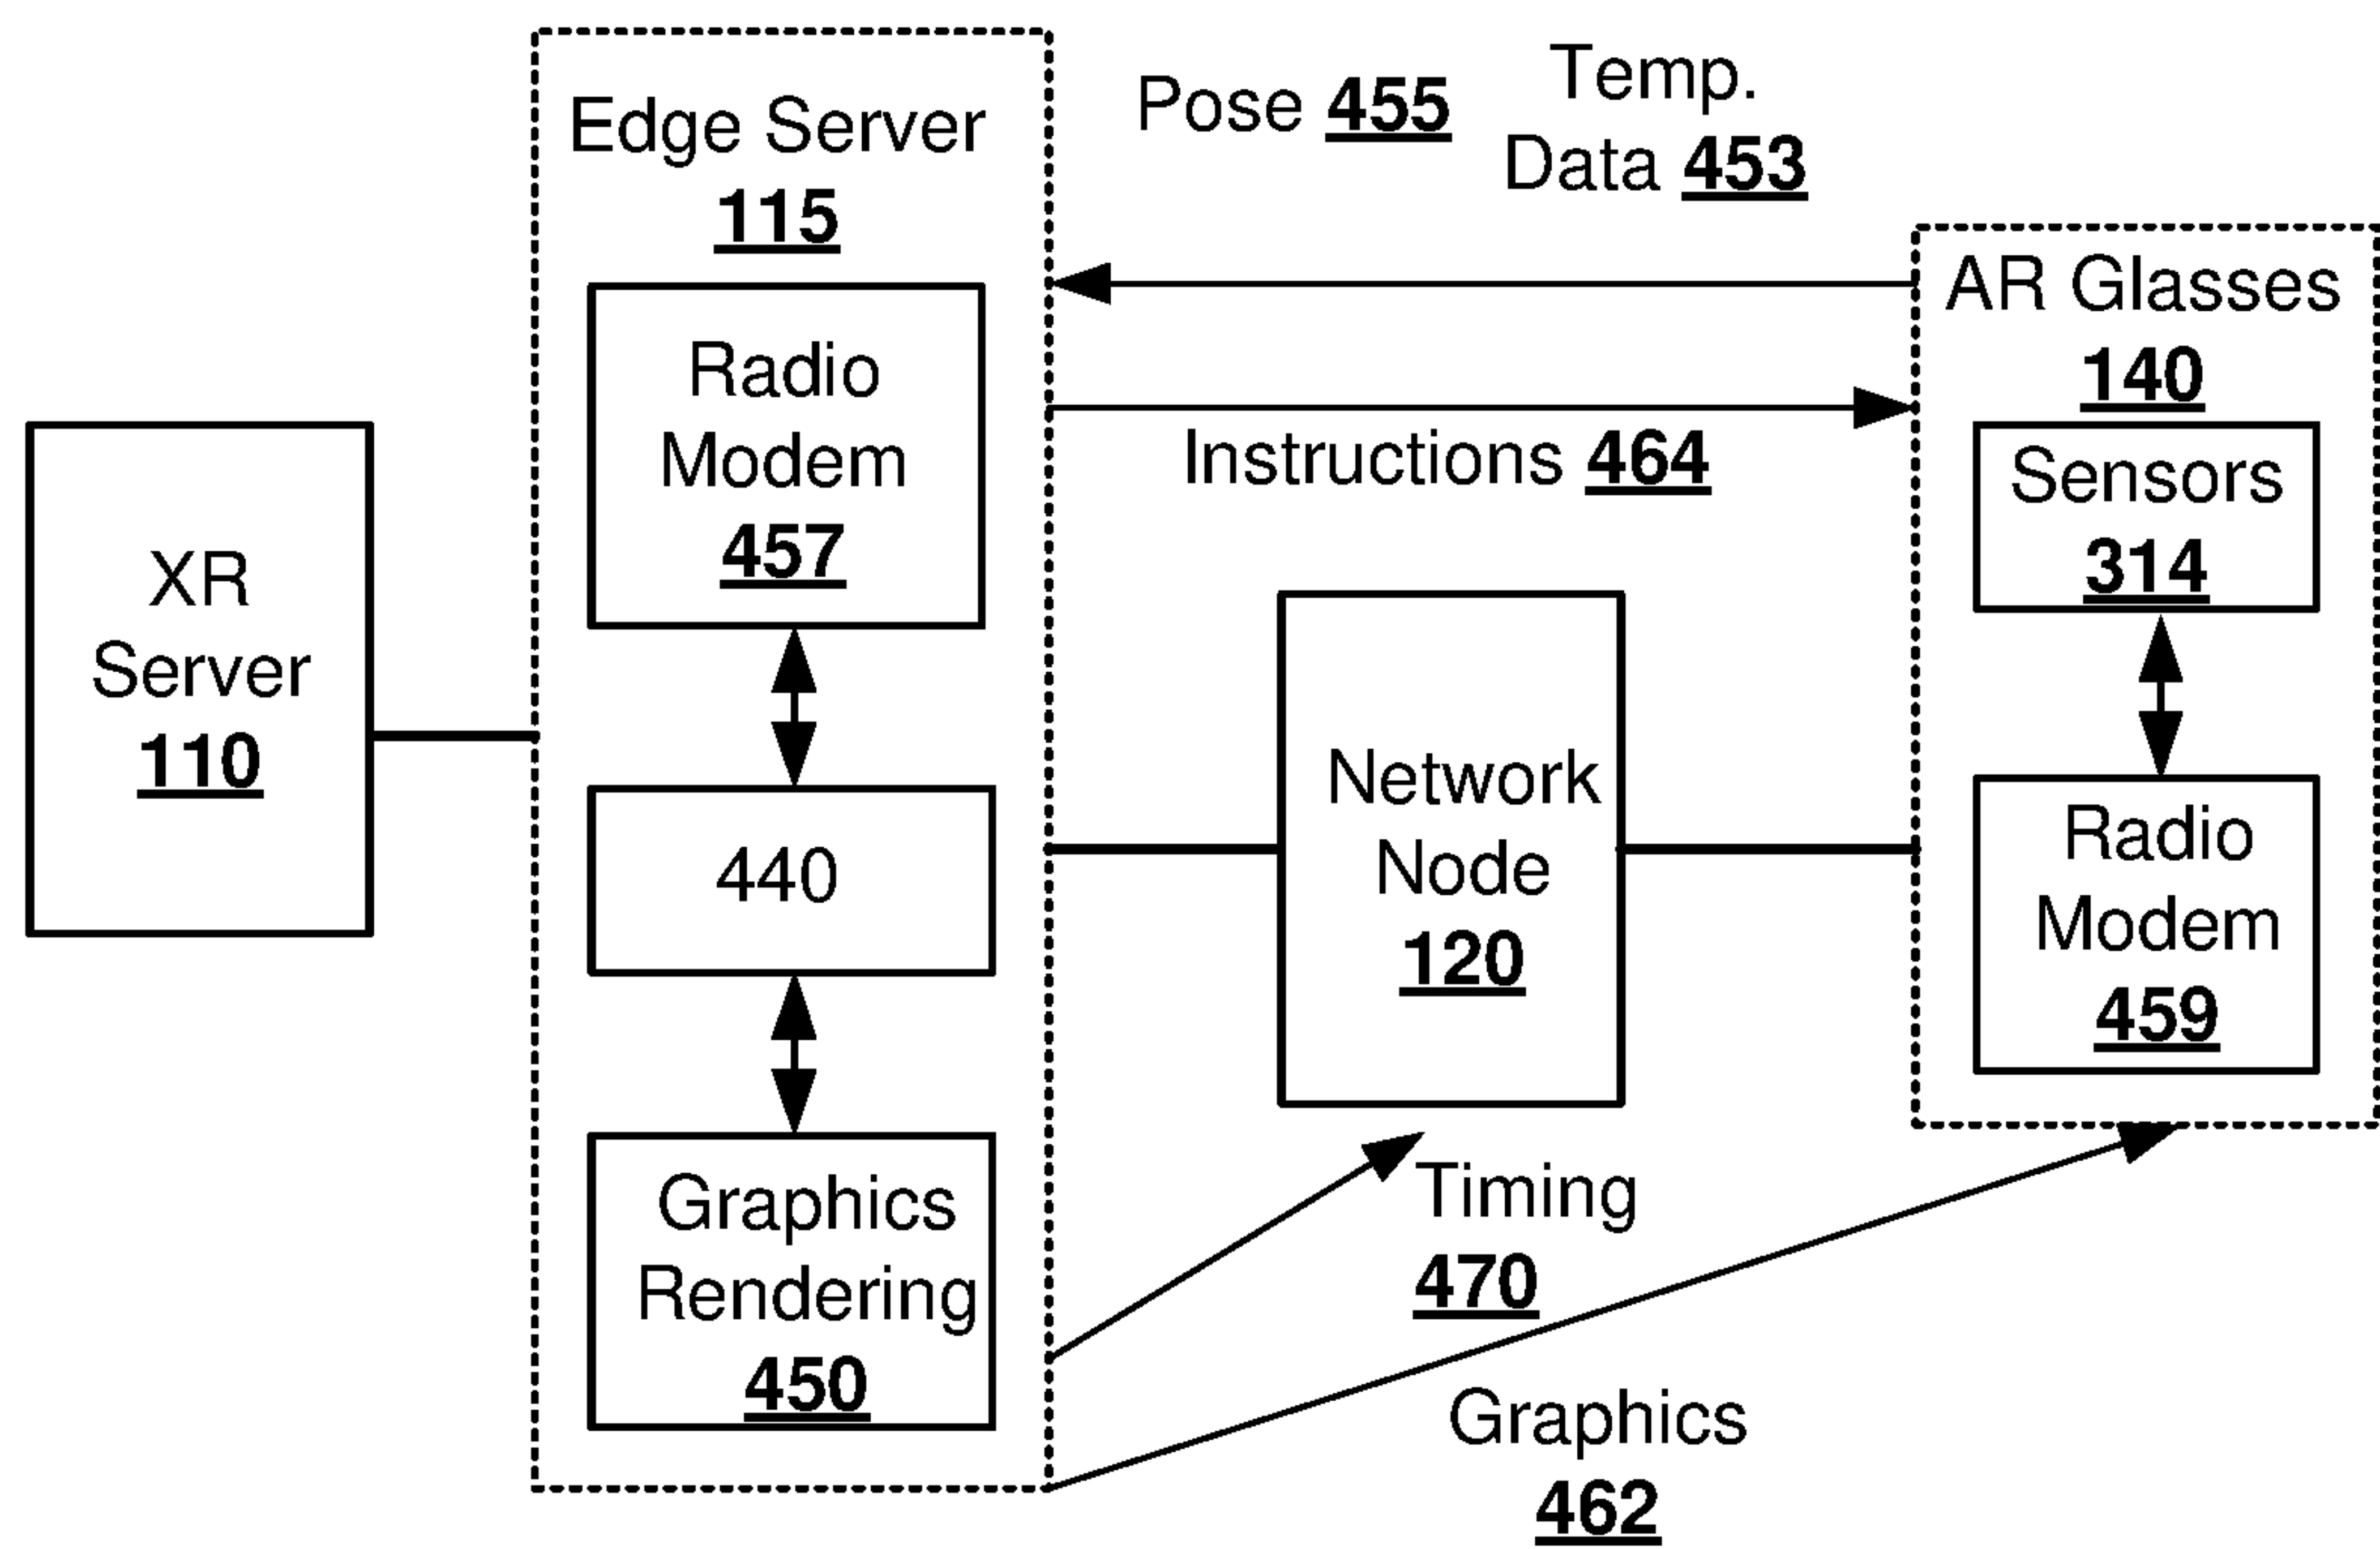 XR
Server
110
Edge Server
115
Radio
Modem
457
440
Graphics
Rendering
450
Pose 455
Temp.
Data 453
Instructions 464
Network
Node
120
Timing
470
Graphics
462
AR Glasses
140
Sensors
314
Radio
Modem
459